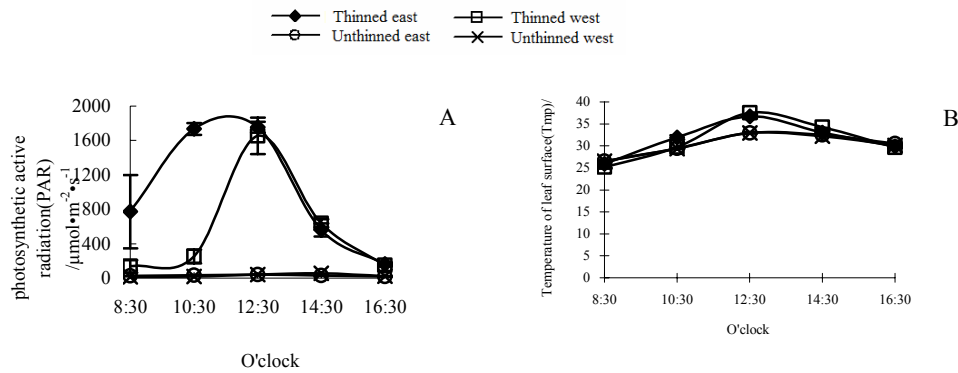 Thinned east
Thinned west
Unthinned east
Unthinned west
photosynthetic active
radiation(PAR)
/μmol•m⁻²•s⁻¹
2000
1600
1200
800
400
0
8:30 10:30 12:30 14:30 16:30
O'clock
A
Temperature of leaf surface(Tmp)/
40
35
30
25
20
15
10
5
0
8:30 10:30 12:30 14:30 16:30
O'clock
B